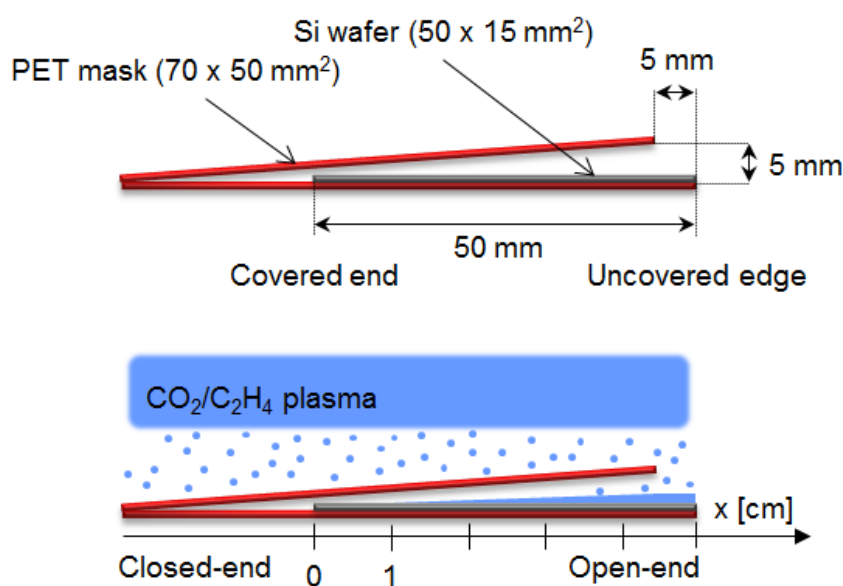 Si wafer (50 x 15 mm²)
PET mask (70 x 50 mm²)
5 mm
5 mm
50 mm
Covered end
Uncovered edge
CO₂/C₂H₄ plasma
x [cm]
Closed-end
0
1
Open-end